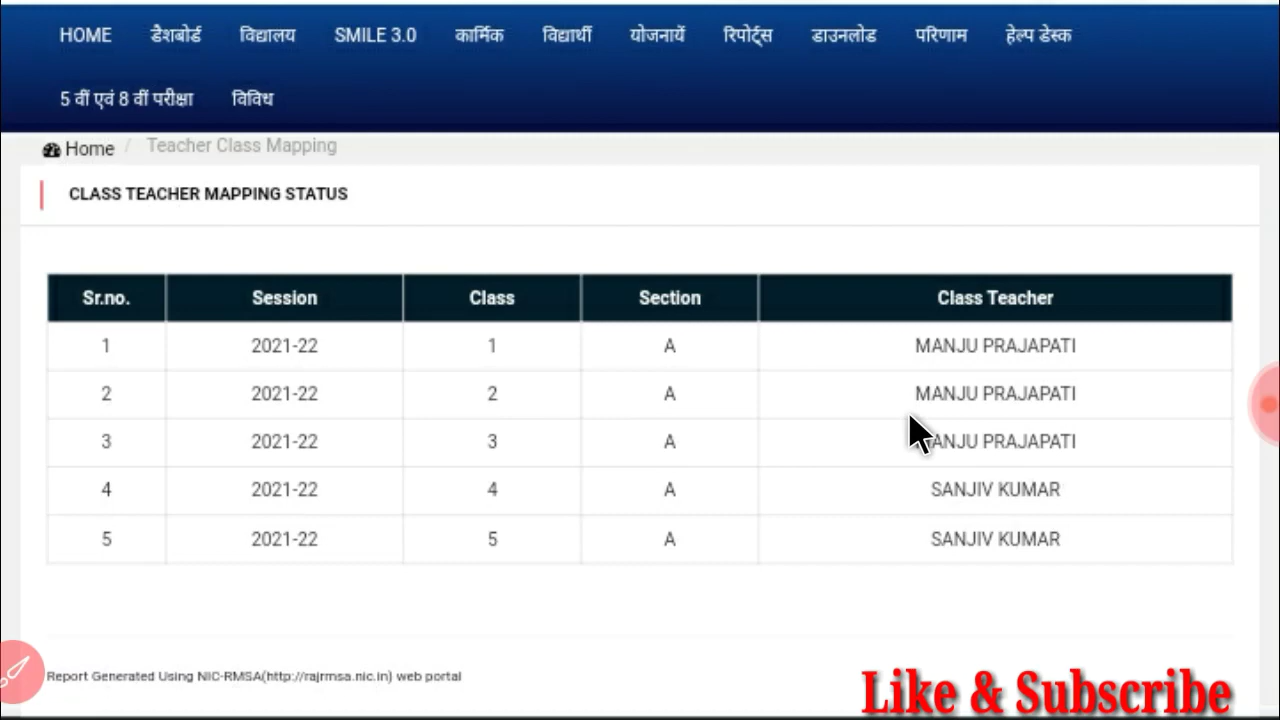 HOME डैशबोर्ड विद्यालय SMILE 3.0 कार्मिक विद्यार्थी योजनायें रिपोर्ट्स डाउनलोड परिणाम हेल्प डेस्क
5 वीं एवं 8 वीं परीक्षा विविध
Home / Teacher Class Mapping
CLASS TEACHER MAPPING STATUS
Sr.no. Session Class Section Class Teacher
1 2021-22 1 A MANJU PRAJAPATI
2 2021-22 2 A MANJU PRAJAPATI
3 2021-22 3 A MANJU PRAJAPATI
4 2021-22 4 A SANJIV KUMAR
5 2021-22 5 A SANJIV KUMAR
Report Generated Using NIC-RMSA(http://rajrmsa.nic.in) web portal
Like & Subscribe